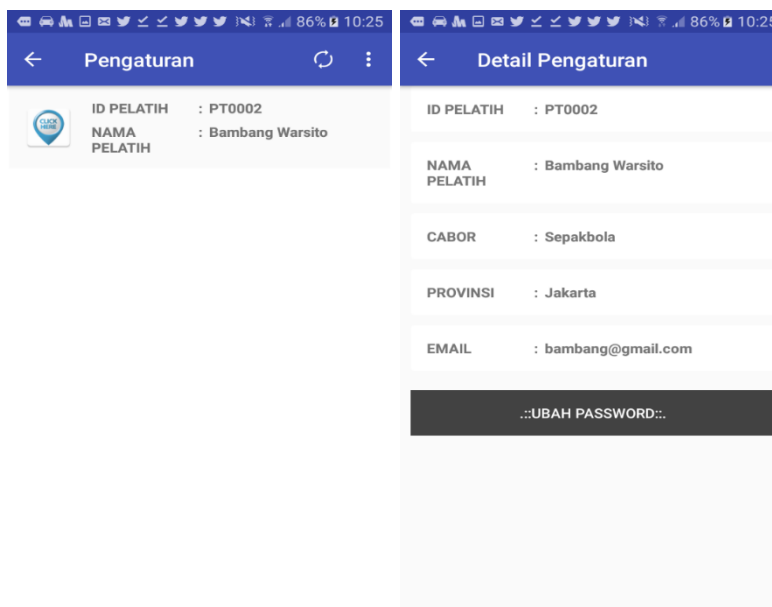 86% 10:25
Pengaturan
CLICK HERE
ID PELATIH : PT0002
NAMA PELATIH : Bambang Warsito
86% 10:25
Detail Pengaturan
ID PELATIH : PT0002
NAMA PELATIH : Bambang Warsito
CABOR : Sepakbola
PROVINSI : Jakarta
EMAIL : bambang@gmail.com
.::UBAH PASSWORD::.